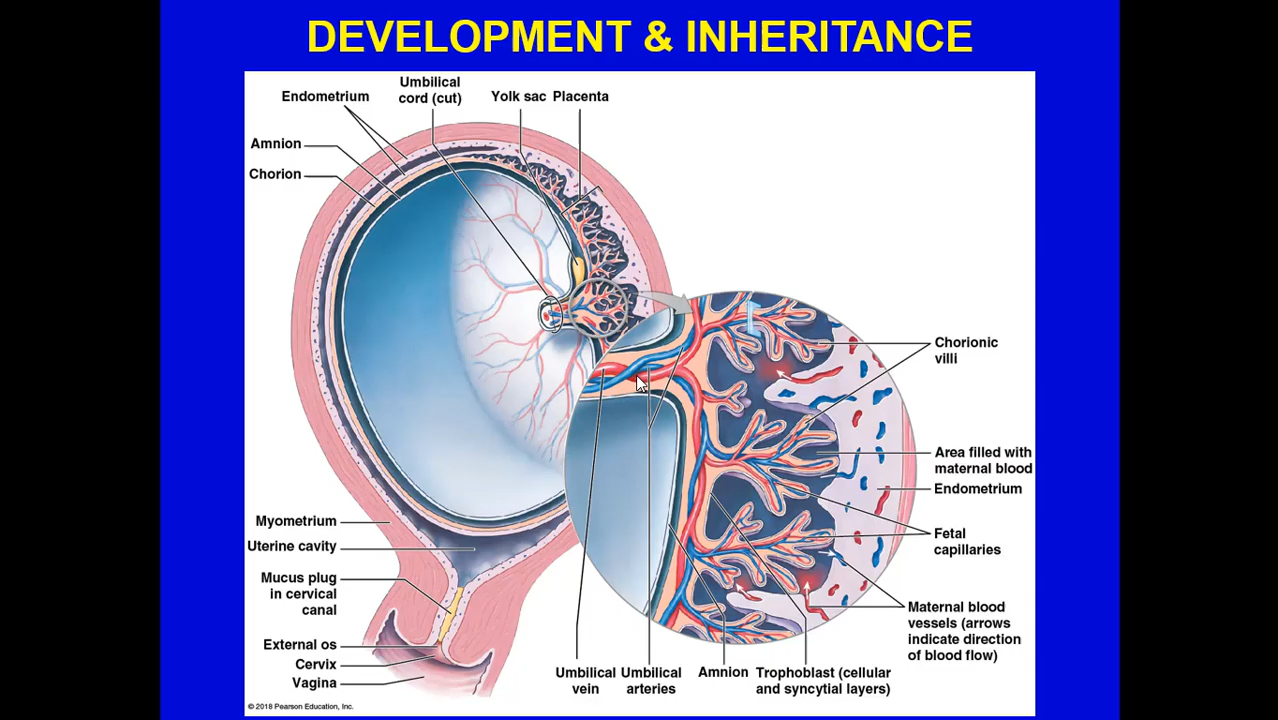 DEVELOPMENT & INHERITANCE
Umbilical
cord (cut)
Endometrium
Yolk sac
Placenta
Amnion
Chorion
Chorionic
villi
Area filled with
maternal blood
Endometrium
Fetal
capillaries
Maternal blood
vessels (arrows
indicate direction
of blood flow)
Myometrium
Uterine cavity
Mucus plug
in cervical
canal
External os
Cervix
Vagina
Umbilical
vein
Umbilical
arteries
Amnion
Trophoblast (cellular
and syncytial layers)
© 2018 Pearson Education, Inc.